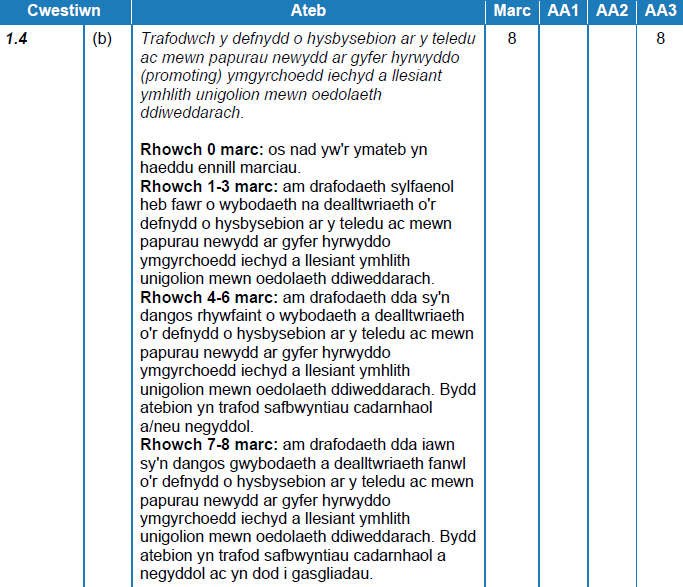 Cwestiwn Ateb Marc AA1 AA2 AA3
1.4 (b) Trafodwch y defnydd o hysbysebion ar y teledu 8 8
ac mewn papurau newydd ar gyfer hyrwyddo
(promoting) ymgyrchoedd iechyd a llesiant
ymhlith unigolion mewn oedolaeth
ddiweddarach.
Rhowch 0 marc: os nad yw'r ymateb yn
haeddu ennill marciau.
Rhowch 1-3 marc: am drafodaeth sylfaenol
heb fawr o wybodaeth na dealltwriaeth o'r
defnydd o hysbysebion ar y teledu ac mewn
papurau newydd ar gyfer hyrwyddo
ymgyrchoedd iechyd a llesiant ymhlith
unigolion mewn oedolaeth ddiweddarach.
Rhowch 4-6 marc: am drafodaeth dda sy'n
dangos rhywfaint o wybodaeth a dealltwriaeth
o'r defnydd o hysbysebion ar y teledu ac mewn
papurau newydd ar gyfer hyrwyddo
ymgyrchoedd iechyd a llesiant ymhlith
unigolion mewn oedolaeth ddiweddarach. Bydd
atebion yn trafod safbwyntiau cadarnhaol
a/neu negyddol.
Rhowch 7-8 marc: am drafodaeth dda iawn
sy'n dangos gwybodaeth a dealltwriaeth fanwl
o'r defnydd o hysbysebion ar y teledu ac mewn
papurau newydd ar gyfer hyrwyddo
ymgyrchoedd iechyd a llesiant ymhlith
unigolion mewn oedolaeth ddiweddarach. Bydd
atebion yn trafod safbwyntiau cadarnhaol a
negyddol ac yn dod i gasgliadau.